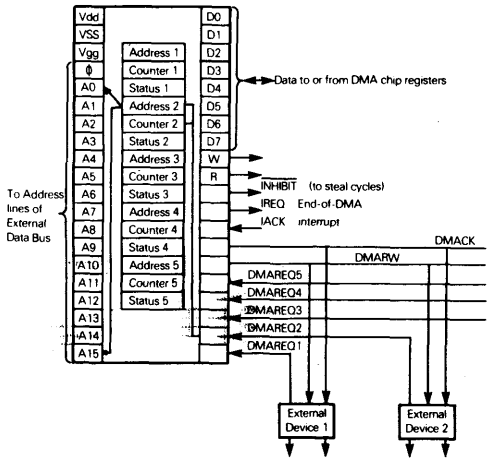 Vdd
VSS
Vgg
ϕ
A0
A1
A2
A3
A4
A5
A6
A7
A8
A9
A10
A11
A12
A13
A14
A15
To Address
lines of
External
Data Bus
Address 1
Counter 1
Status 1
Address 2
Counter 2
Status 2
Address 3
Counter 3
Status 3
Address 4
Counter 4
Status 4
Address 5
Counter 5
Status 5
D0
D1
D2
D3
D4
D5
D6
D7
W
R
Data to or from DMA chip registers
INHIBIT (to steal cycles)
IREQ End-of-DMA
IACK interrupt
DMACK
DMARW
DMAREQ5
DMAREQ4
DMAREQ3
DMAREQ2
DMAREQ1
External
Device 1
External
Device 2